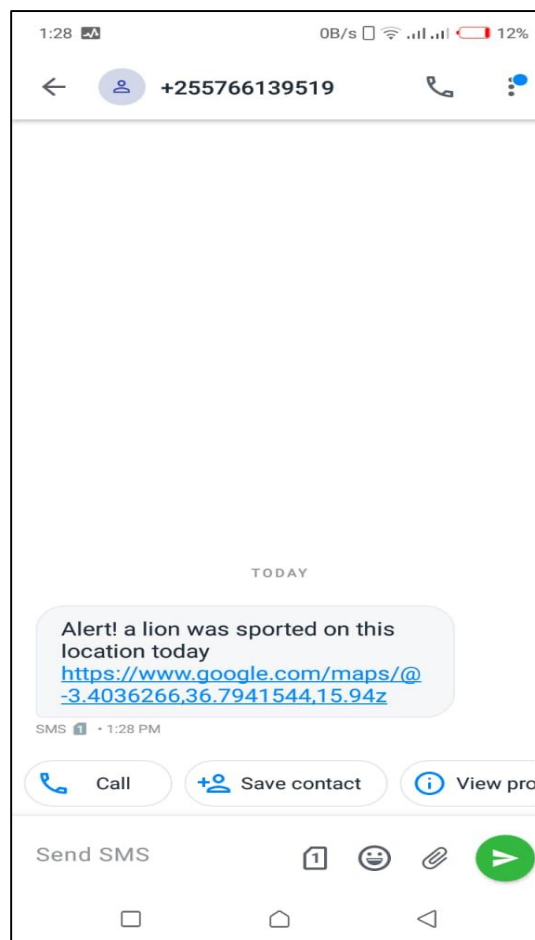 1:28 0B/s 12%
+255766139519
TODAY
Alert! a lion was sported on this
location today
https://www.google.com/maps/@
-3.4036266,36.7941544,15.94z
SMS 1 • 1:28 PM
Call Save contact View pro
Send SMS 1